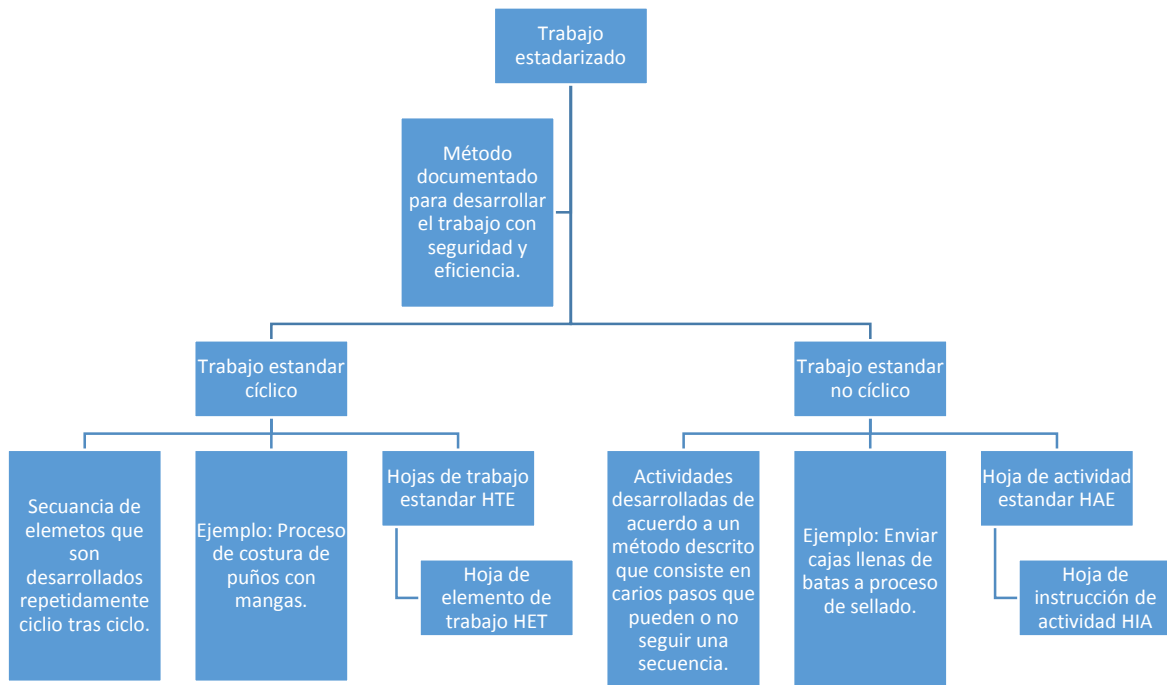 Trabajo
estadarizado
Método
documentado
para desarrollar
el trabajo con
seguridad y
eficiencia.
Trabajo estandar
cíclico
Secuancia de
elemetos que
son
desarrollados
repetidamente
ciclio tras ciclo.
Ejemplo: Proceso
de costura de
puños con
mangas.
Hojas de trabajo
estandar HTE
Hoja de
elemento de
trabajo HET
Trabajo estandar
no cíclico
Actividades
desarrolladas de
acuerdo a un
método descrito
que consiste en
carios pasos que
pueden o no
seguir una
secuencia.
Ejemplo: Enviar
cajas llenas de
batas a proceso
de sellado.
Hoja de actividad
estandar HAE
Hoja de
instrucción de
actividad HIA